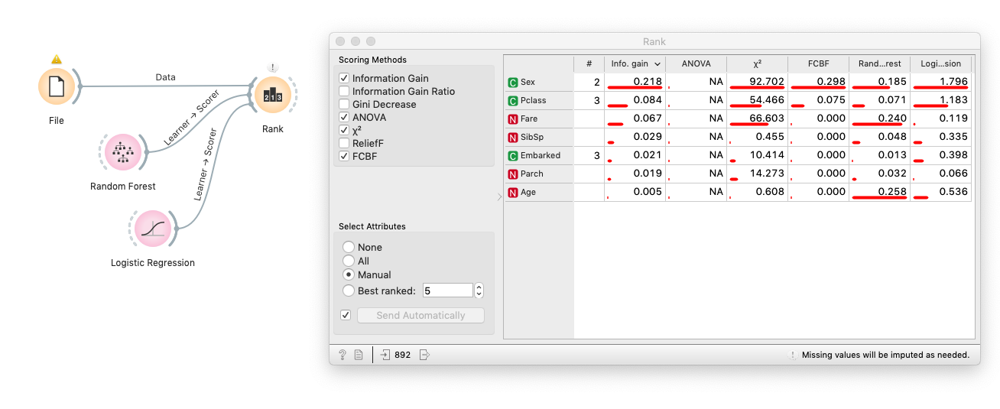 Data
File
Learner → Scorer
Rank
Random Forest
Learner → Scorer
Logistic Regression
Rank
Scoring Methods
Information Gain
Information Gain Ratio
Gini Decrease
ANOVA
χ²
ReliefF
FCBF
Select Attributes
None
All
Manual
Best ranked: 5
Send Automatically
# Info. gain ANOVA χ² FCBF Rand...rest Logi...sion
C Sex 2 0.218 NA 92.702 0.298 0.185 1.796
C Pclass 3 0.084 NA 54.466 0.075 0.071 1.183
N Fare 0.067 NA 66.603 0.000 0.240 0.119
N SibSp 0.029 NA 0.455 0.000 0.048 0.335
C Embarked 3 0.021 NA 10.414 0.000 0.013 0.398
N Parch 0.019 NA 14.273 0.000 0.032 0.066
N Age 0.005 NA 0.608 0.000 0.258 0.536
? 892 ! Missing values will be imputed as needed.